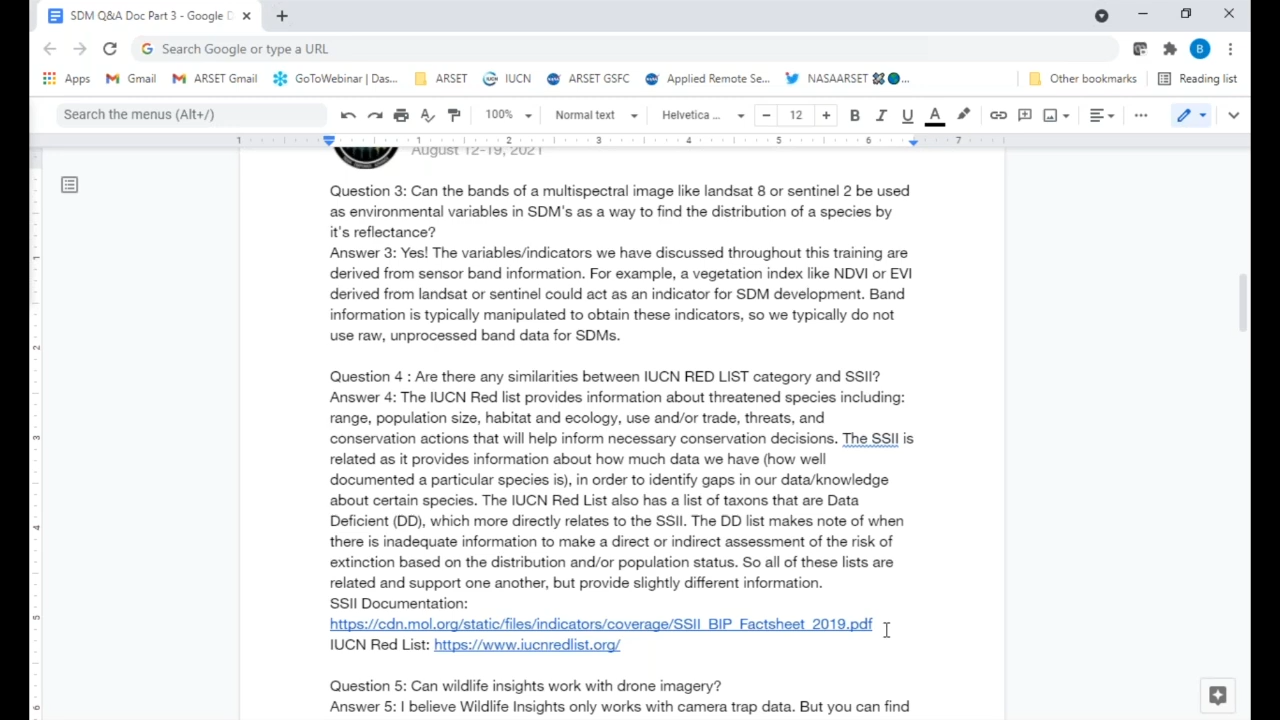 SDM Q&A Doc Part 3 - Google D
Search Google or type a URL
B
Apps Gmail ARSET Gmail GoToWebinar | Das... ARSET IUCN ARSET GSFC Applied Remote Se... NASAARSET Other bookmarks Reading list
Search the menus (Alt+/) 100% Normal text Helvetica ... 12 B I U A
1 1 2 3 4 5 6 7
August 12-19, 2021
Question 3: Can the bands of a multispectral image like landsat 8 or sentinel 2 be used
as environmental variables in SDM's as a way to find the distribution of a species by
it's reflectance?
Answer 3: Yes! The variables/indicators we have discussed throughout this training are
derived from sensor band information. For example, a vegetation index like NDVI or EVI
derived from landsat or sentinel could act as an indicator for SDM development. Band
information is typically manipulated to obtain these indicators, so we typically do not
use raw, unprocessed band data for SDMs.
Question 4 : Are there any similarities between IUCN RED LIST category and SSII?
Answer 4: The IUCN Red list provides information about threatened species including:
range, population size, habitat and ecology, use and/or trade, threats, and
conservation actions that will help inform necessary conservation decisions. The SSII is
related as it provides information about how much data we have (how well
documented a particular species is), in order to identify gaps in our data/knowledge
about certain species. The IUCN Red List also has a list of taxons that are Data
Deficient (DD), which more directly relates to the SSII. The DD list makes note of when
there is inadequate information to make a direct or indirect assessment of the risk of
extinction based on the distribution and/or population status. So all of these lists are
related and support one another, but provide slightly different information.
SSII Documentation:
https://cdn.mol.org/static/files/indicators/coverage/SSII_BIP_Factsheet_2019.pdf
IUCN Red List: https://www.iucnredlist.org/
Question 5: Can wildlife insights work with drone imagery?
Answer 5: I believe Wildlife Insights only works with camera trap data. But you can find